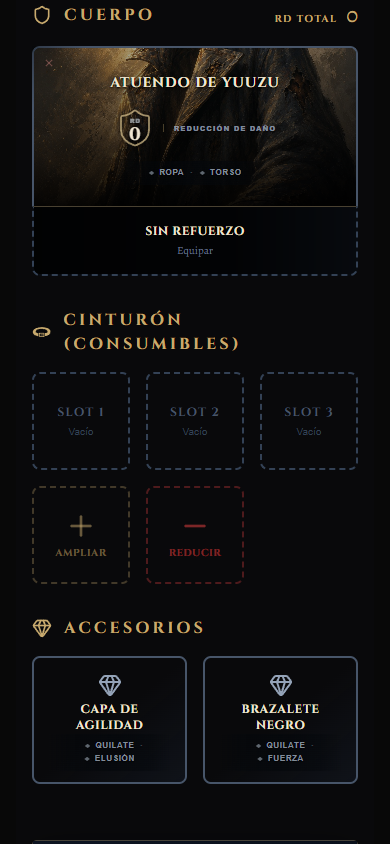 CUERPO
RD TOTAL 0
ATUENDO DE YUUZU
RD
0
REDUCCIÓN DE DAÑO
ROPA · TORSO
SIN REFUERZO
Equipar
CINTURÓN
(CONSUMIBLES)
SLOT 1
Vacío
SLOT 2
Vacío
SLOT 3
Vacío
AMPLIAR
REDUCIR
ACCESORIOS
CAPA DE
AGILIDAD
QUILATE ·
ELUSIÓN
BRAZALETE
NEGRO
QUILATE ·
FUERZA